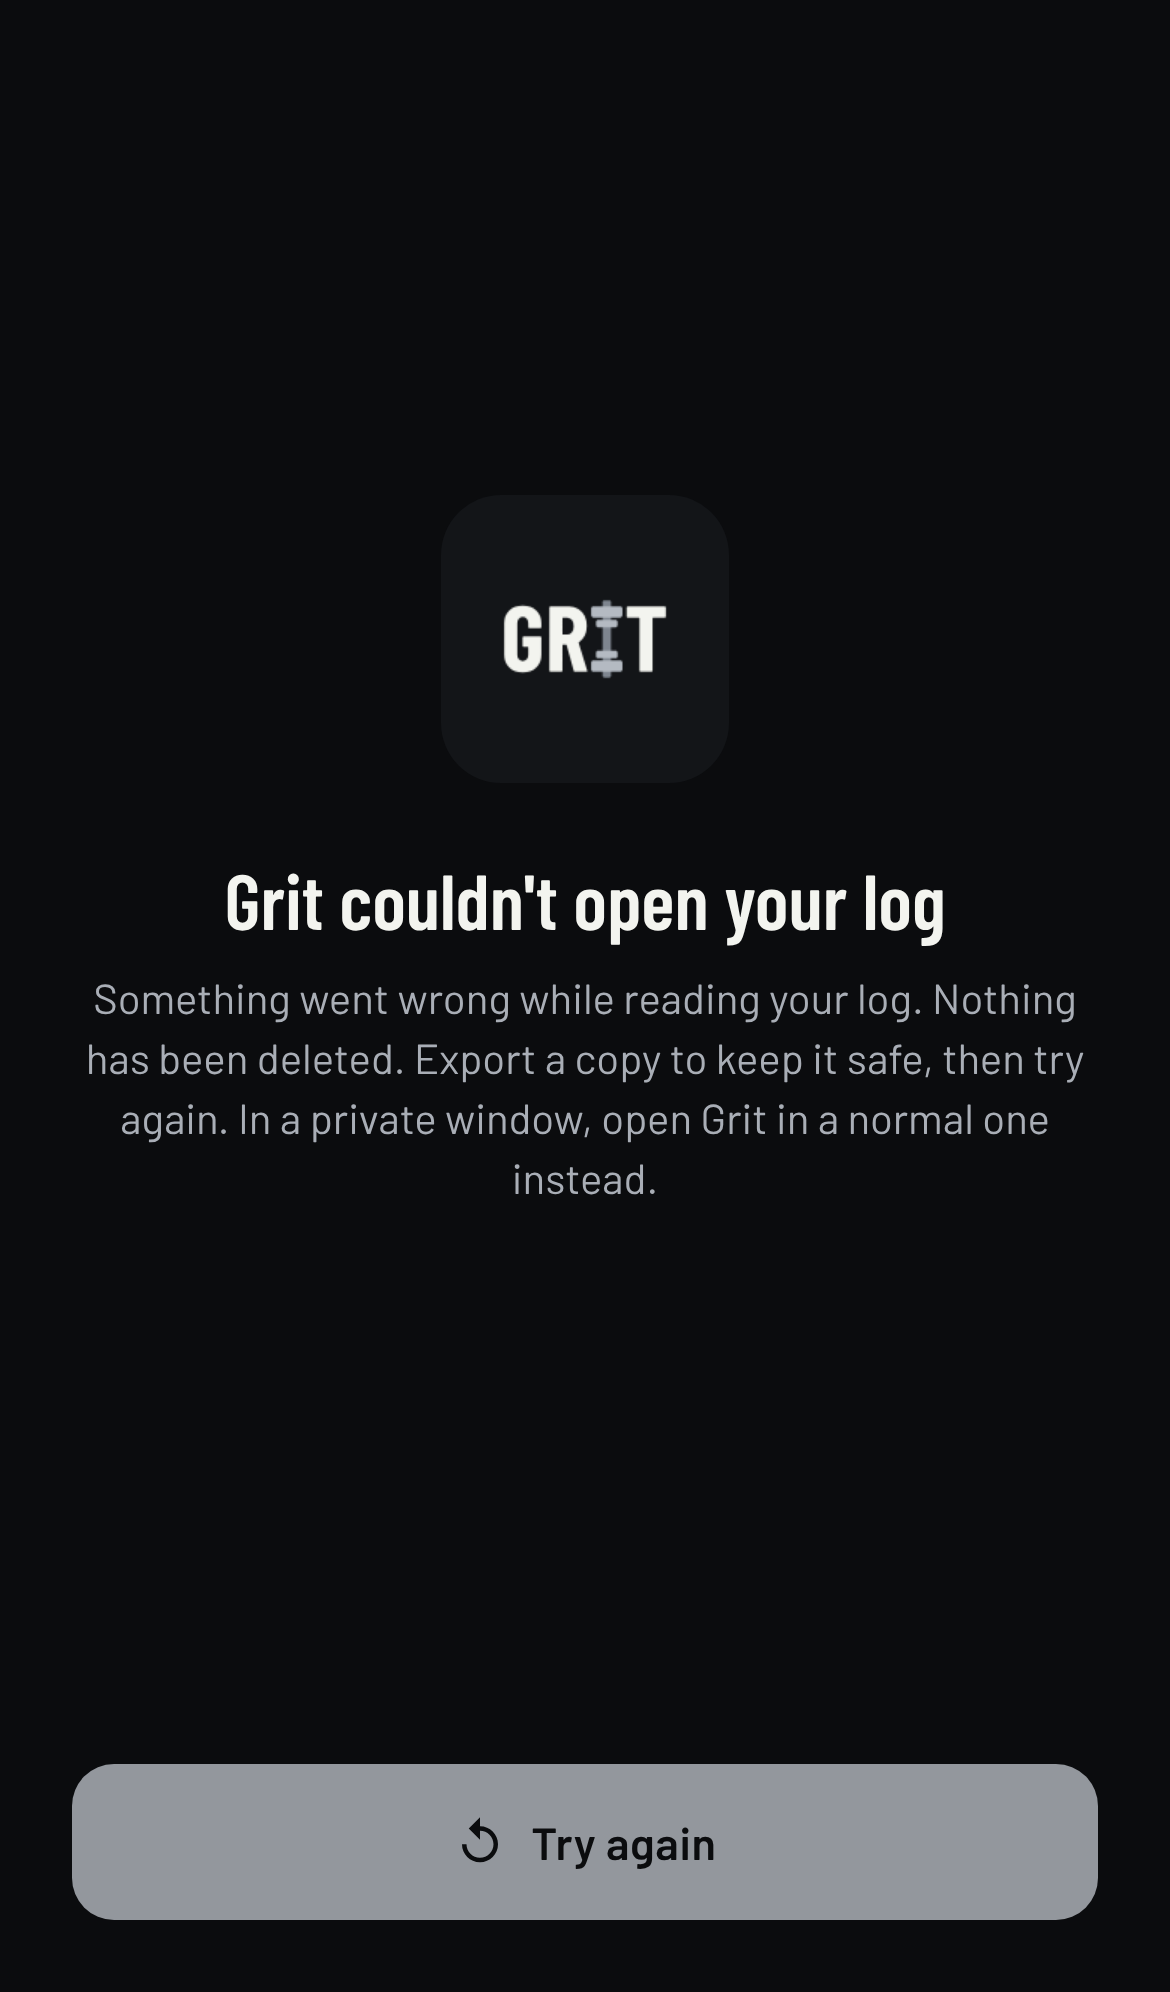 GRIT
Grit couldn't open your log
Something went wrong while reading your log. Nothing
has been deleted. Export a copy to keep it safe, then try
again. In a private window, open Grit in a normal one
instead.
Try again